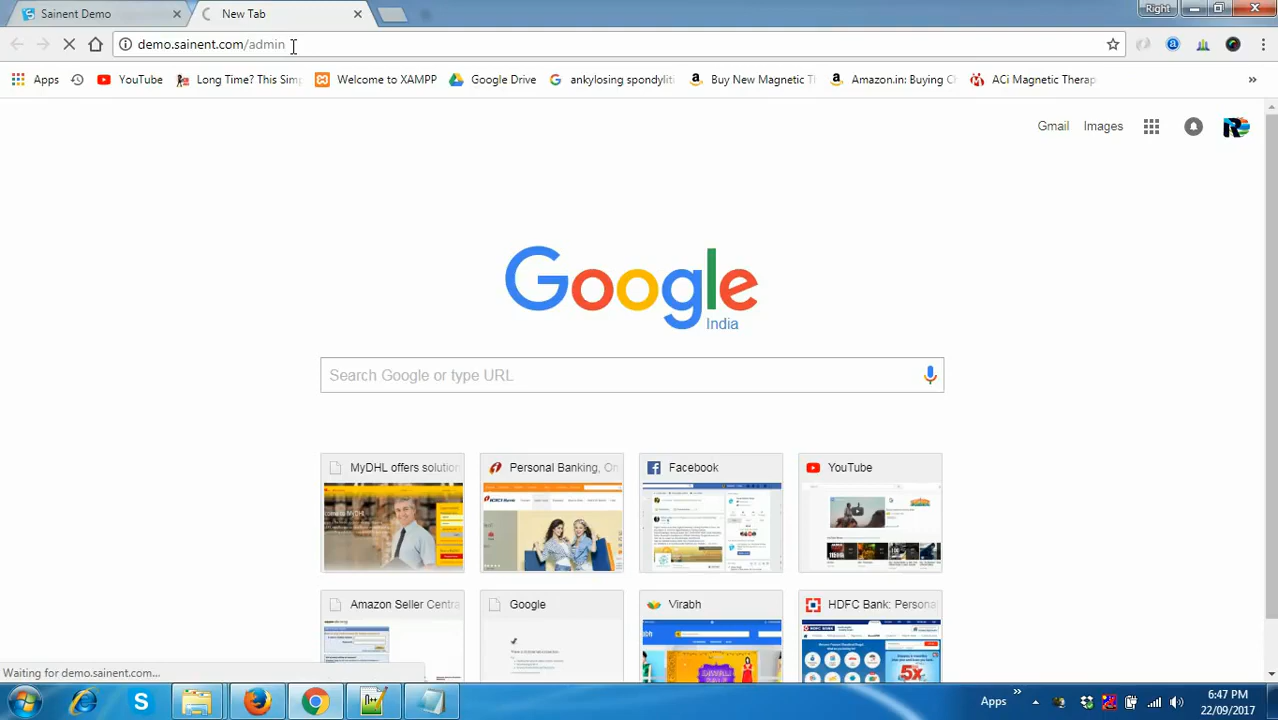 Sainent Demo
New Tab
Right
demo.sainent.com/admin
Apps
YouTube
Long Time? This Sim
Welcome to XAMPP
Google Drive
ankylosing spondyliti
Buy New Magnetic T
Amazon.in: Buying Ch
ACI Magnetic Therap
Gmail
Images
Google
India
Search Google or type URL
MyDHL offers solution
Personal Banking, On
Facebook
YouTube
Amazon Seller Centra
Google
Virabh
HDFC Bank: Persona
5X
Waiting for demo.sainent.com...
Apps
6:47 PM
22/09/2017